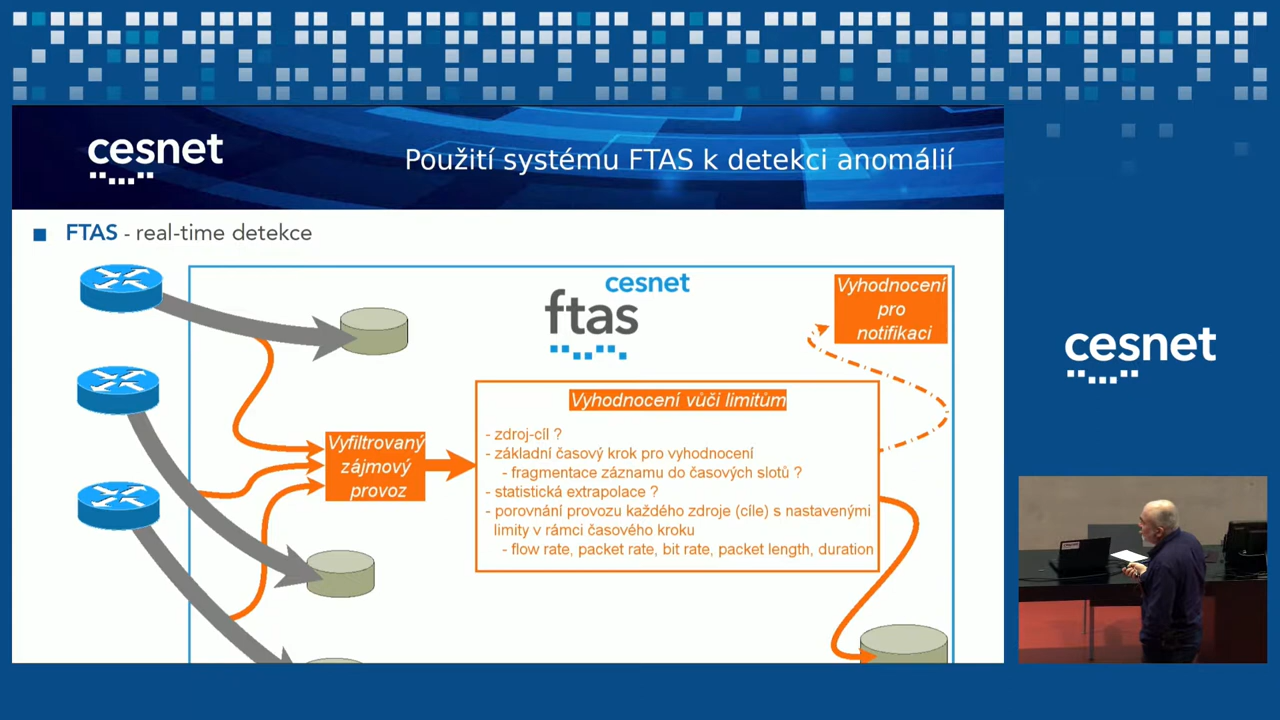 cesnet
Použití systému FTAS k detekci anomálií
FTAS - real-time detekce
cesnet
ftas
Vyhodnocení
pro
notifikaci
Vyhodnocení vůči limitům
- zdroj-cíl ?
- základní časový krok pro vyhodnocení
- fragmentace záznamu do časových slotů ?
- statistická extrapolace ?
- porovnání provozu každého zdroje (cíle) s nastavenými
limity v rámci časového kroku
- flow rate, packet rate, bit rate, packet length, duration
Vyfiltrovaný
zájmový
provoz
cesnet